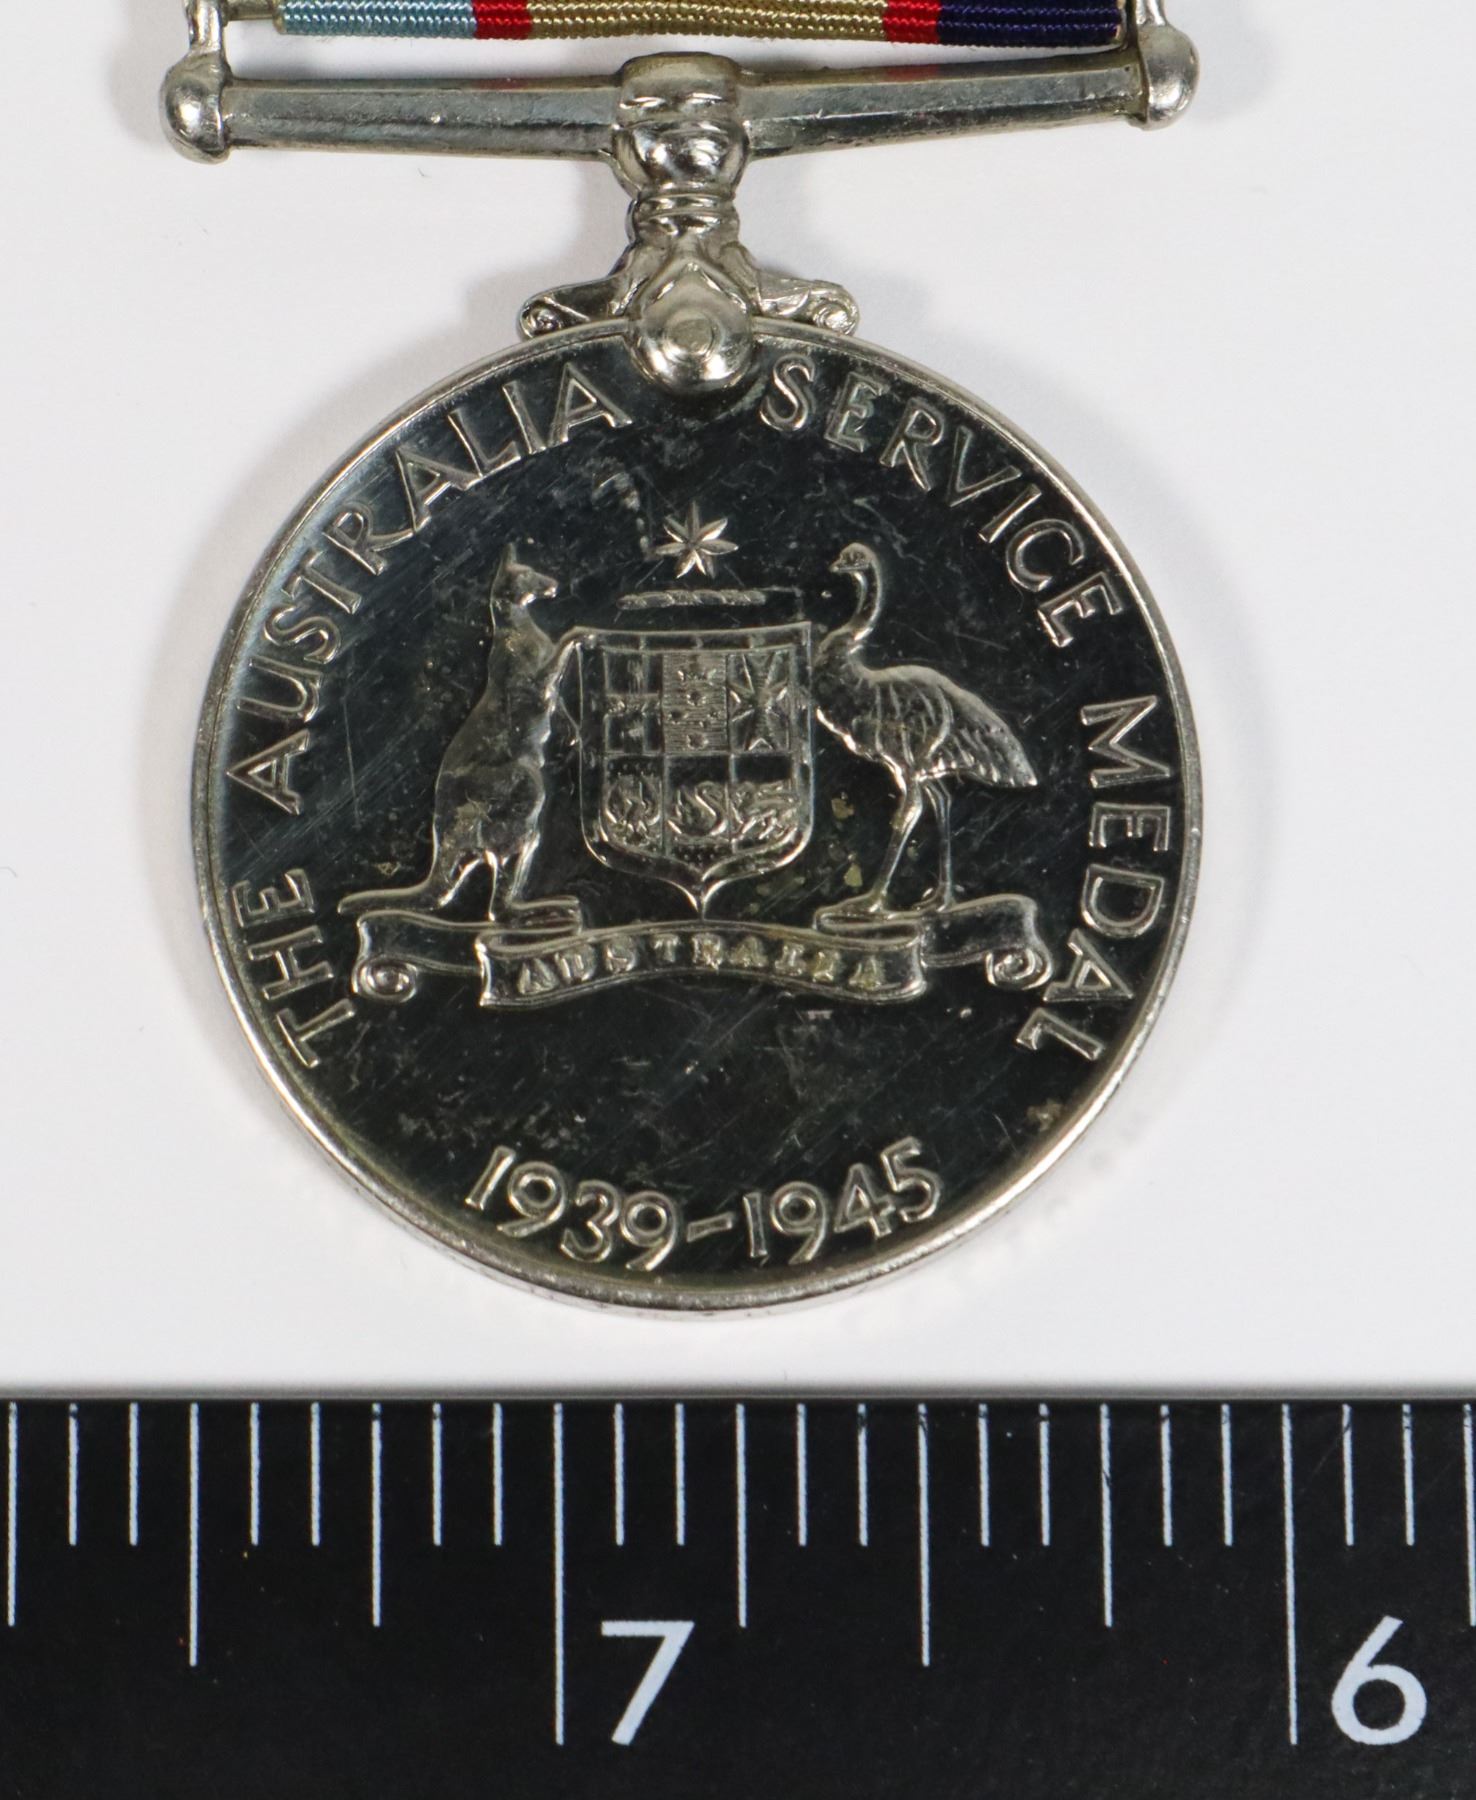 THE AUSTRALIA SERVICE MEDAL
AUSTRALIA
1939-1945
7 6